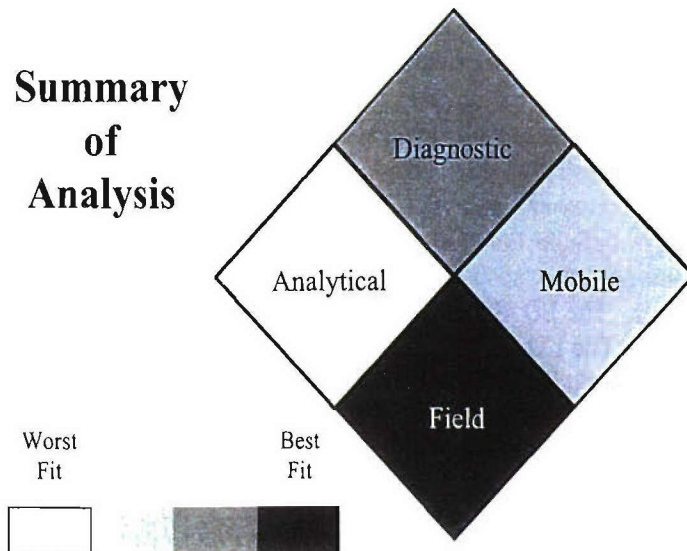 Summary
of
Analysis
Diagnostic
Analytical
Mobile
Field
Worst
Fit
Best
Fit